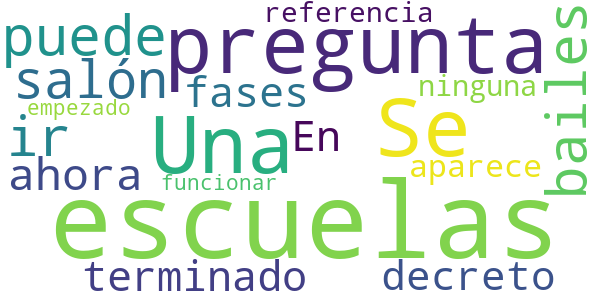 referencia
puede pregunta bailes
salón fases ninguna
ir Una En Se
ahora funcionar aparece
empezado
escuelas
terminado decreto